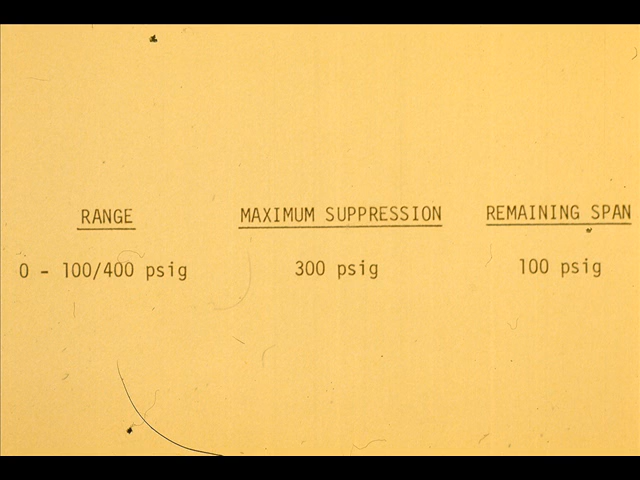 RANGE MAXIMUM SUPPRESSION REMAINING SPAN
0 - 100/400 psig 300 psig 100 psig